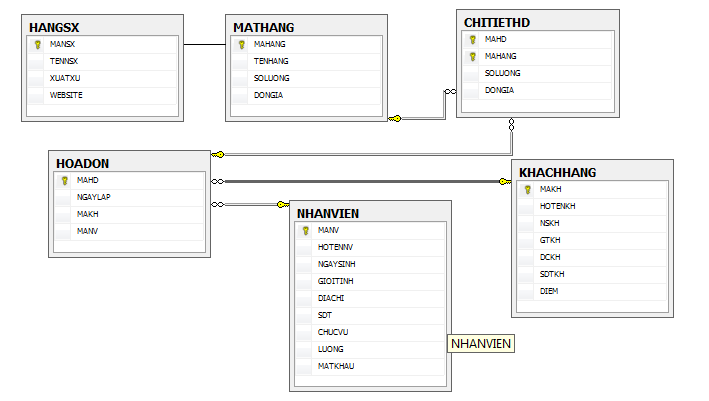 HANGSX
MANSX
TENNSX
XUATXU
WEBSITE
MATHANG
MAHANG
TENHANG
SOLUONG
DONGIA
CHITIETHD
MAHD
MAHANG
SOLUONG
DONGIA
HOADON
MAHD
NGAYLAP
MAKH
MANV
NHANVIEN
MANV
HOTENNV
NGAYSINH
GIOITINH
DIACHI
SDT
CHUCVU
LUONG
MATKHAU
KHACHHANG
MAKH
HOTENKH
NSKH
GTKH
DCKH
SDTKH
DIEM
NHANVIEN